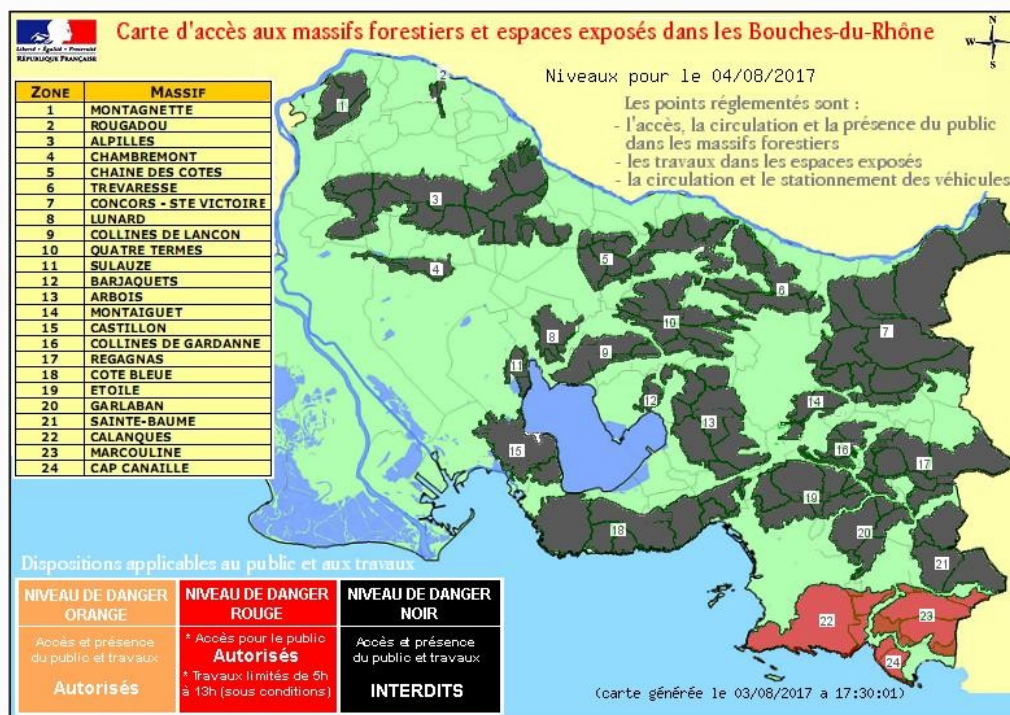 Carte d'accès aux massifs forestiers et espaces exposés dans les Bouches-du-Rhône
Liberté • Égalité • Fraternité
RÉPUBLIQUE FRANÇAISE
N
W E
S
Niveaux pour le 04/08/2017
Les points réglementés sont :
- l'accès, la circulation et la présence du public
dans les massifs forestiers
- les travaux dans les espaces exposés
- la circulation et le stationnement des véhicules
ZONE MASSIF
1 MONTAGNETTE
2 ROUGADOU
3 ALPILLES
4 CHAMBREMONT
5 CHAINE DES COTES
6 TREVARESSE
7 CONCORS - STE VICTOIRE
8 LUNARD
9 COLLINES DE LANCON
10 QUATRE TERMES
11 SULAUZE
12 BARJAQUETS
13 ARBOIS
14 MONTAIGUET
15 CASTILLON
16 COLLINES DE GARDANNE
17 REGAGNAS
18 COTE BLEUE
19 ETOILE
20 GARLABAN
21 SAINTE-BAUME
22 CALANQUES
23 MARCOULINE
24 CAP CANAILLE
1
2
3
4
5
6
7
8
9
10
11
12
13
14
15
16
17
18
19
20
21
22
23
24
Dispositions applicables au public et aux travaux
NIVEAU DE DANGER
ORANGE
Accès et présence
du public et travaux
Autorisés
NIVEAU DE DANGER
ROUGE
* Accès pour le public
Autorisés
* Travaux limités de 5h
à 13h (sous conditions)
NIVEAU DE DANGER
NOIR
Accès et présence
du public et travaux
INTERDITS
(carte générée le 03/08/2017 a 17:30:01)